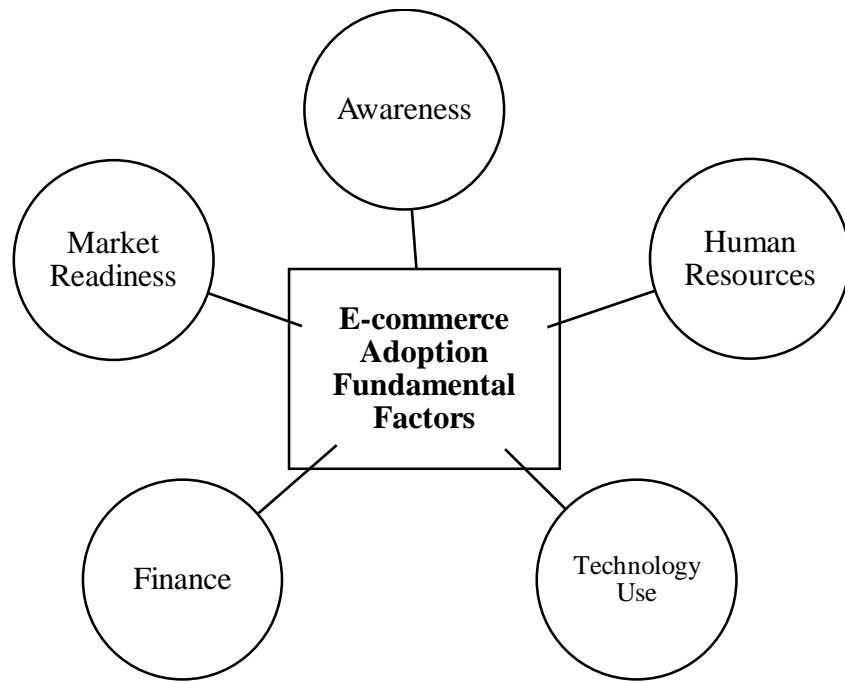 Awareness
Market
Readiness
Human
Resources
E-commerce
Adoption
Fundamental
Factors
Finance
Technology
Use